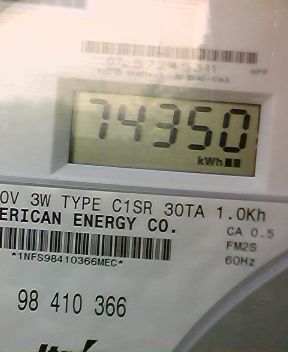 74350
kWh
0V 3W TYPE C1SR 30TA 1.0Kh
ERICAN ENERGY CO.
CA 0.5
FM2S
*1NFS98410366MEC*
60Hz
98 410 366